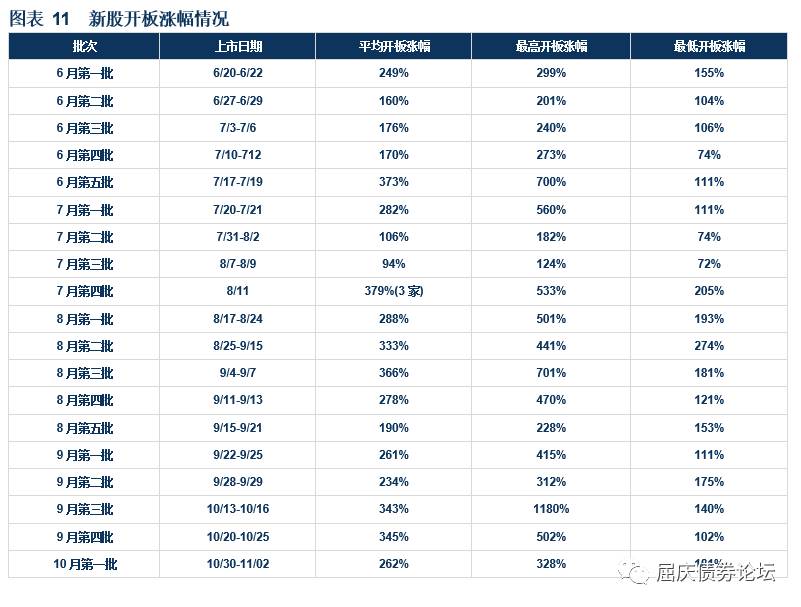 图表 11 新股开板涨幅情况
批次 上市日期 平均开板涨幅 最高开板涨幅 最低开板涨幅
6 月第一批 6/20-6/22 249% 299% 155%
6 月第二批 6/27-6/29 160% 201% 104%
6 月第三批 7/3-7/6 176% 240% 106%
6 月第四批 7/10-712 170% 273% 74%
6 月第五批 7/17-7/19 373% 700% 111%
7 月第一批 7/20-7/21 282% 560% 111%
7 月第二批 7/31-8/2 106% 182% 74%
7 月第三批 8/7-8/9 94% 124% 72%
7 月第四批 8/11 379%(3 家) 533% 205%
8 月第一批 8/17-8/24 288% 501% 193%
8 月第二批 8/25-9/15 333% 441% 274%
8 月第三批 9/4-9/7 366% 701% 181%
8 月第四批 9/11-9/13 278% 470% 121%
8 月第五批 9/15-9/21 190% 228% 153%
9 月第一批 9/22-9/25 261% 415% 111%
9 月第二批 9/28-9/29 234% 312% 175%
9 月第三批 10/13-10/16 343% 1180% 140%
9 月第四批 10/20-10/25 345% 502% 102%
10 月第一批 10/30-11/02 262% 328%
屈庆债券论坛